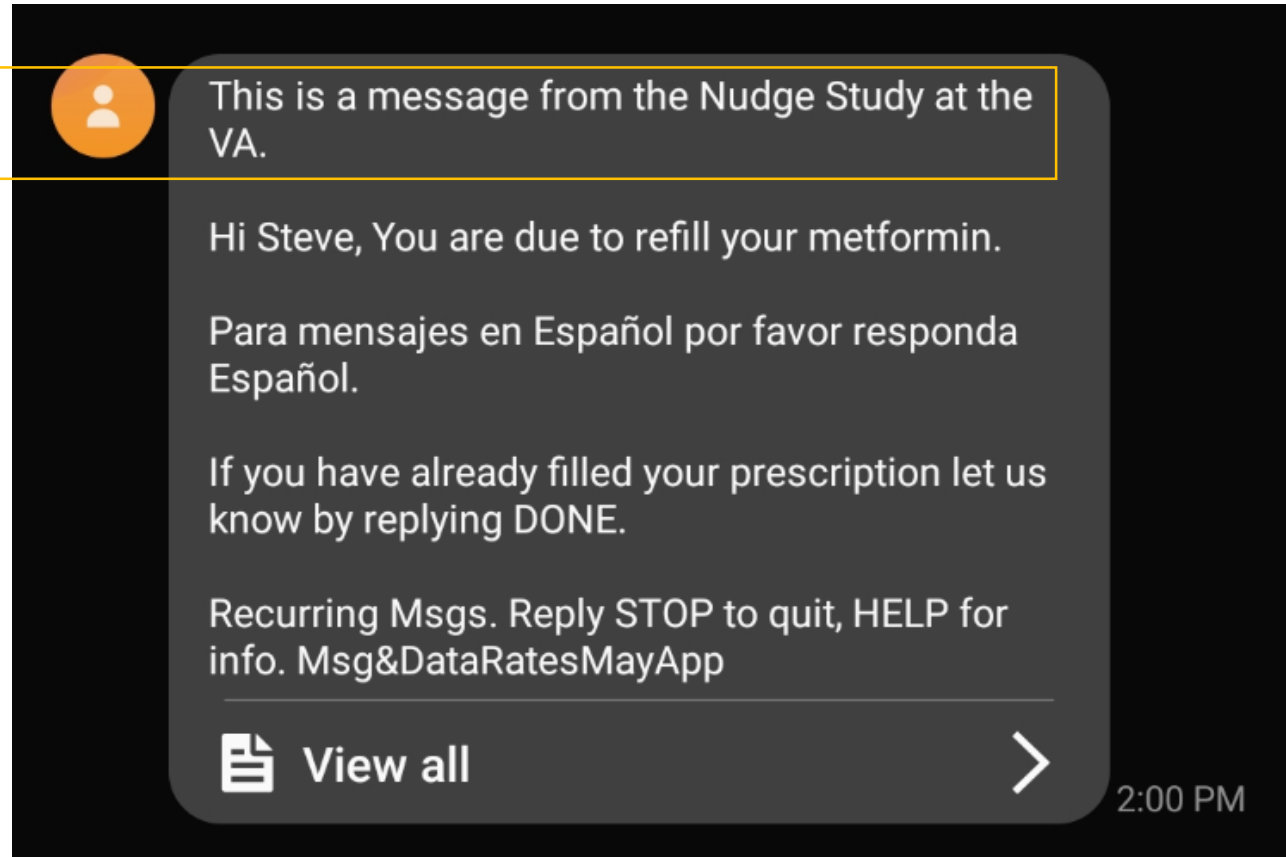 This is a message from the Nudge Study at the
VA.
Hi Steve, You are due to refill your metformin.
Para mensajes en Español por favor responda
Español.
If you have already filled your prescription let us
know by replying DONE.
Recurring Msgs. Reply STOP to quit, HELP for
info. Msg&DataRatesMayApp
View all
2:00 PM